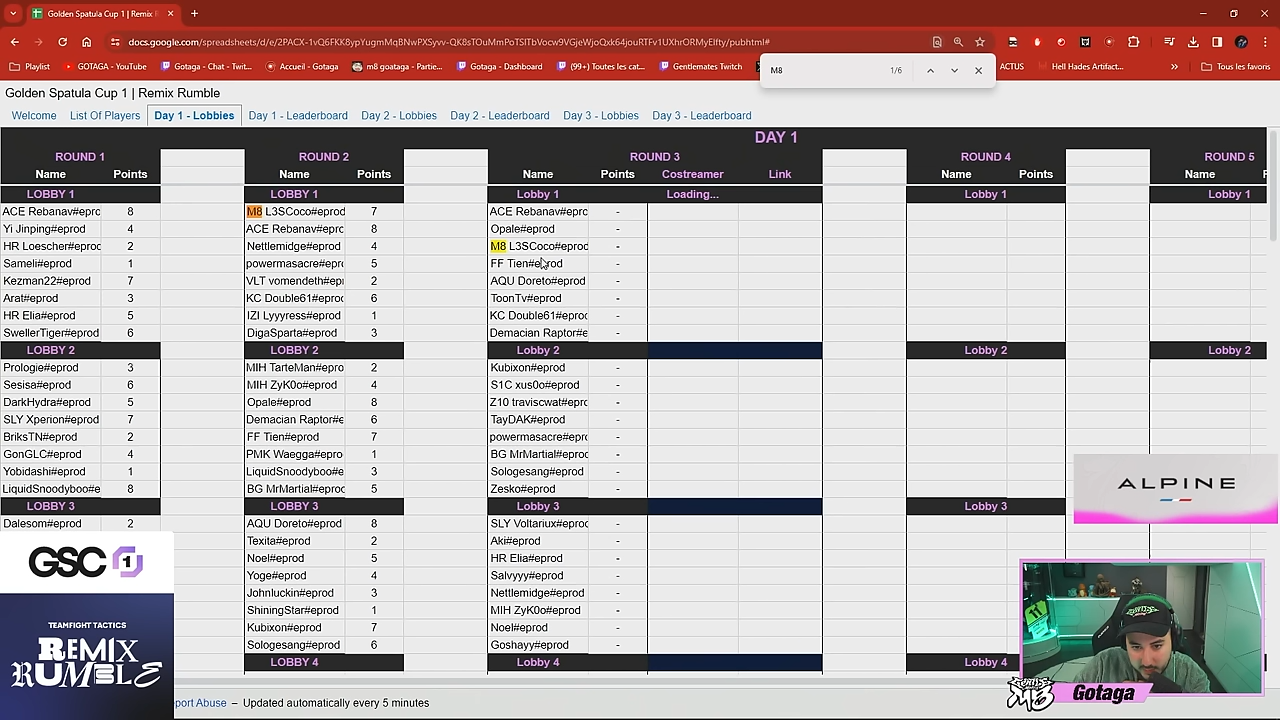 Golden Spatula Cup 1 | Remix R
docs.google.com/spreadsheets/d/e/2PACX-1vQ6FKK8ypYugmMqBNwPXSyvv-QK8sTOuMmPoTSITbVocw9VGjeWjoQxk64jouRTFv1UXhrORMyElfty/pubhtml#
Playlist
GOTAGA - YouTube
Gotaga - Chat - Twit...
Accueil - Gotaga
m8 goataga - Partie...
Gotaga - Dashboard
(99+) Toutes les cat...
Gentlemates Twitch
ACTUS
Hell Hades Artifact...
»
Tous les favoris
M8 1/6
Golden Spatula Cup 1 | Remix Rumble
Welcome List Of Players Day 1 - Lobbies Day 1 - Leaderboard Day 2 - Lobbies Day 2 - Leaderboard Day 3 - Lobbies Day 3 - Leaderboard
DAY 1
ROUND 1 ROUND 2 ROUND 3 ROUND 4 ROUND 5
Name Points Name Points Name Points Costreamer Link Name Points Name
LOBBY 1 LOBBY 1 Lobby 1 Loading... Lobby 1 Lobby 1
ACE Rebanav#eprc 8 M8 L3SCoco#eprod 7 ACE Rebanav#eprc -
Yi Jinping#eprod 4 ACE Rebanav#eprc 8 Opale#eprod -
HR Loescher#eproc 2 Nettlemidge#eprod 4 M8 L3SCoco#eprod -
Sameli#eprod 1 powermasacre#epr 5 FF Tien#eprod -
Kezman22#eprod 7 VLT vomendeth#epr 2 AQU Doreto#eprod -
Arat#eprod 3 KC Double61#eprod 6 ToonTv#eprod -
HR Elia#eprod 5 IZI Lyyyress#eprod 1 KC Double61#eproc -
SwellerTiger#eprod 6 DigaSparta#eprod 3 Demacian Raptor#e -
LOBBY 2 LOBBY 2 Lobby 2 Lobby 2 Lobby 2
Prologie#eprod 3 MIH TarteMan#epro 2 Kubixon#eprod -
Sesisa#eprod 6 MIH ZyK0o#eprod 4 S1C xus0o#eprod -
DarkHydra#eprod 5 Opale#eprod 8 Z10 traviscwat#eprc -
SLY Xperion#eprod 7 Demacian Raptor#e 6 TayDAK#eprod -
BriksTN#eprod 2 FF Tien#eprod 7 powermasacre#epr -
GonGLC#eprod 4 PMK Waegga#eproc 1 BG MrMartial#eprod -
Yobidashi#eprod 1 LiquidSnoodyboo#e 3 Sologesang#eprod -
LiquidSnoodyboo#e 8 BG MrMartial#eprod 5 Zesko#eprod -
LOBBY 3 LOBBY 3 Lobby 3 Lobby 3
Dalesom#eprod 2 AQU Doreto#eprod 8 SLY Voltariux#eproc -
Texita#eprod 2 Aki#eprod -
Noel#eprod 5 HR Elia#eprod -
Yoge#eprod 4 Salvyyy#eprod -
Johnluckin#eprod 3 Nettlemidge#eprod -
ShiningStar#eprod 1 MIH ZyK0o#eprod -
Kubixon#eprod 7 Noel#eprod -
Sologesang#eprod 6 Goshayy#eprod -
LOBBY 4 Lobby 4 Lobby 4
port Abuse – Updated automatically every 5 minutes
GSC 1
TEAMFIGHT TACTICS
REMIX
RUMBLE
ALPINE
M8 Gotaga